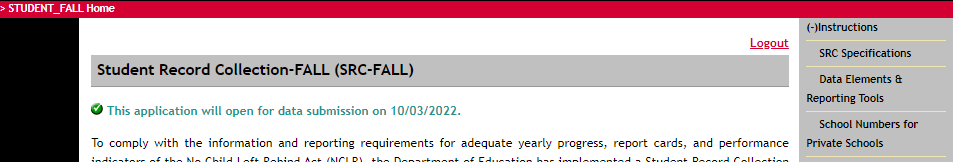 > STUDENT_FALL Home
Logout
Student Record Collection-FALL (SRC-FALL)
This application will open for data submission on 10/03/2022.
To comply with the information and reporting requirements for adequate yearly progress, report cards, and performance
indicators of the No Child Left Behind Act (NCLB), the Department of Education has implemented a Student Record Collection
(-)Instructions
SRC Specifications
Data Elements &
Reporting Tools
School Numbers for
Private Schools